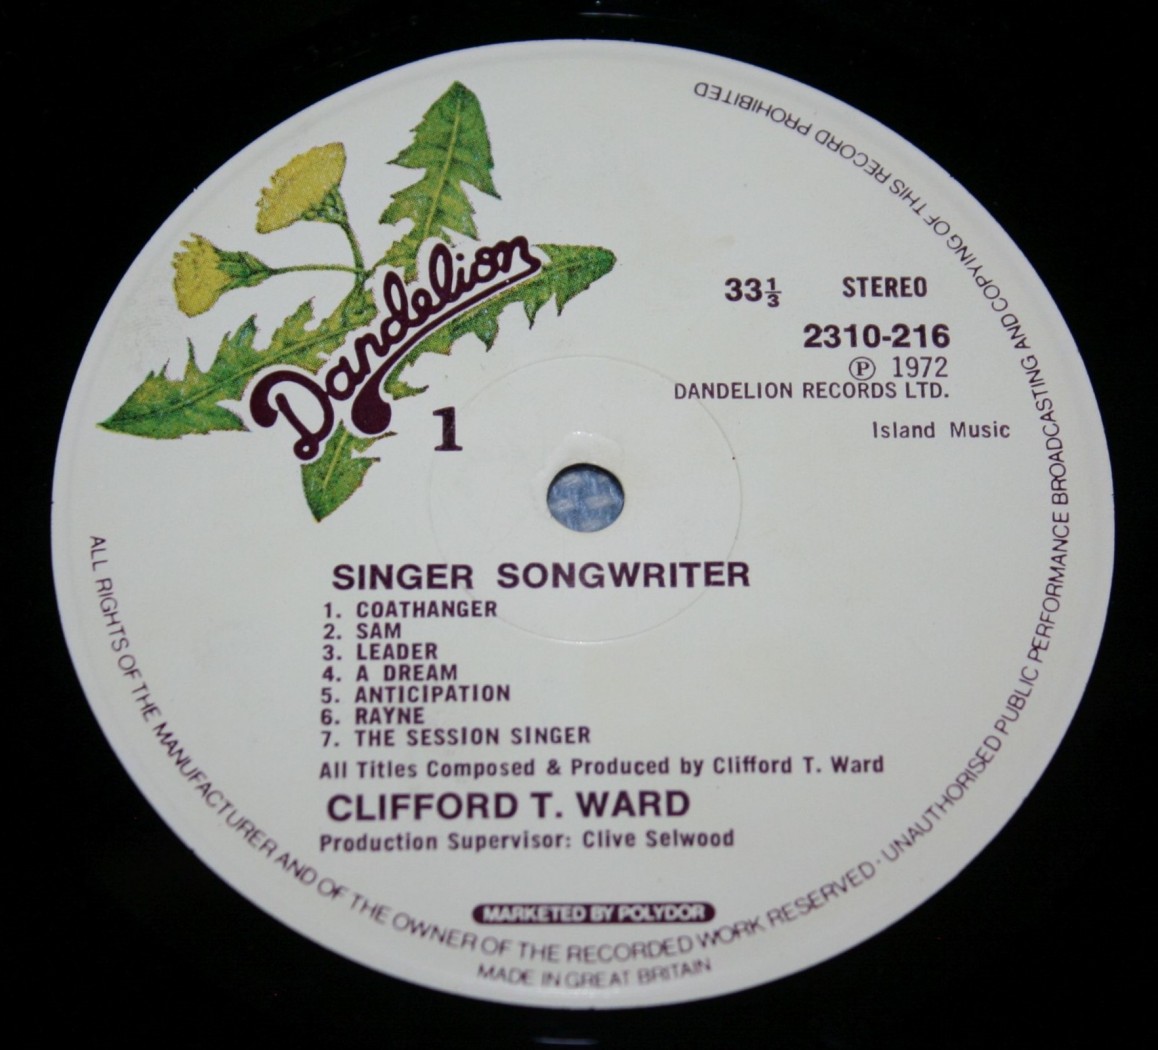 Dandelion
1
33⅓ STEREO
2310-216
Ⓟ 1972
DANDELION RECORDS LTD.
Island Music
SINGER SONGWRITER
1. COATHANGER
2. SAM
3. LEADER
4. A DREAM
5. ANTICIPATION
6. RAYNE
7. THE SESSION SINGER
All Titles Composed & Produced by Clifford T. Ward
CLIFFORD T. WARD
Production Supervisor: Clive Selwood
MARKETED BY POLYDOR
ALL RIGHTS OF THE MANUFACTURER AND OF THE OWNER OF THE RECORDED WORK RESERVED · UNAUTHORISED PUBLIC PERFORMANCE BROADCASTING AND COPYING OF THIS RECORD PROHIBITED
MADE IN GREAT BRITAIN